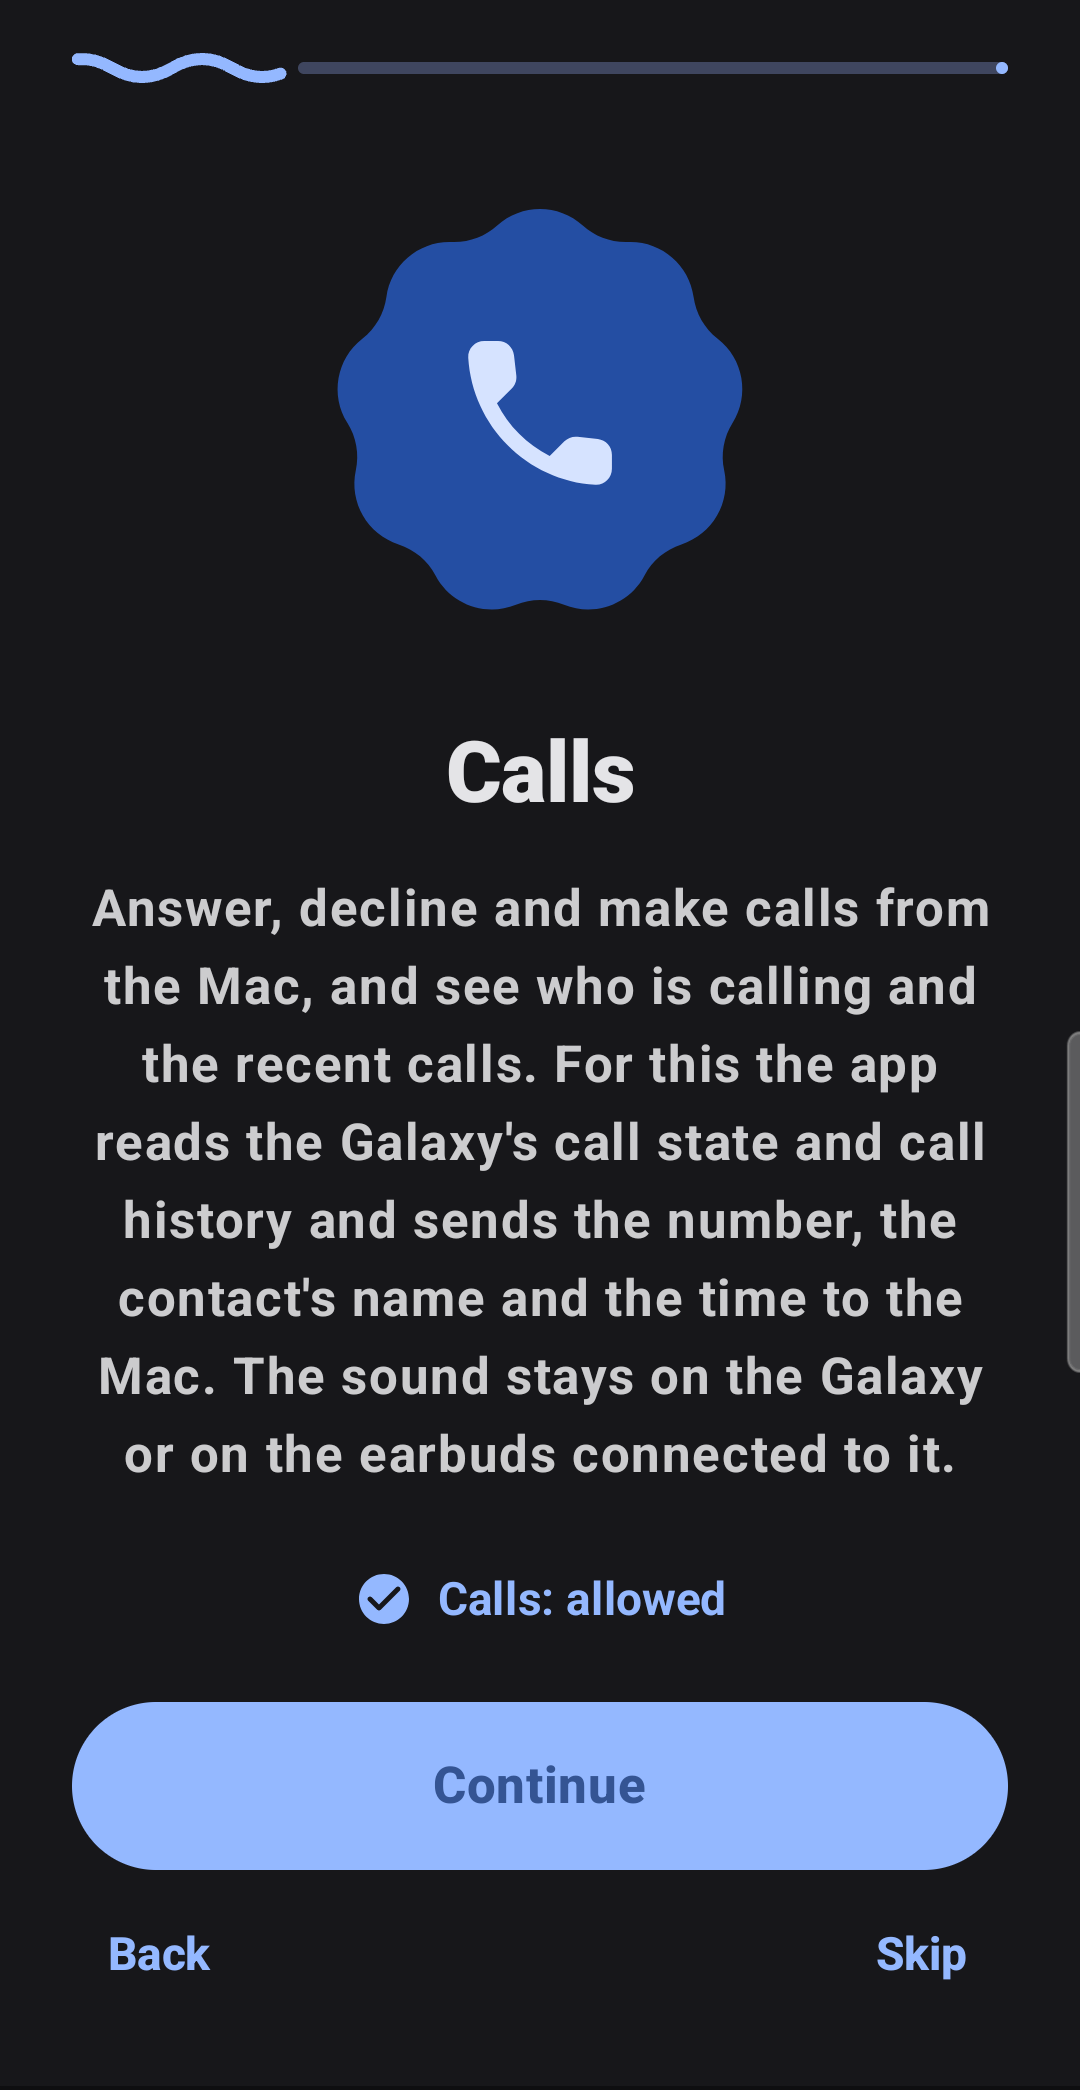 Calls
Answer, decline and make calls from
the Mac, and see who is calling and
the recent calls. For this the app
reads the Galaxy's call state and call
history and sends the number, the
contact's name and the time to the
Mac. The sound stays on the Galaxy
or on the earbuds connected to it.
Calls: allowed
Continue
Back
Skip